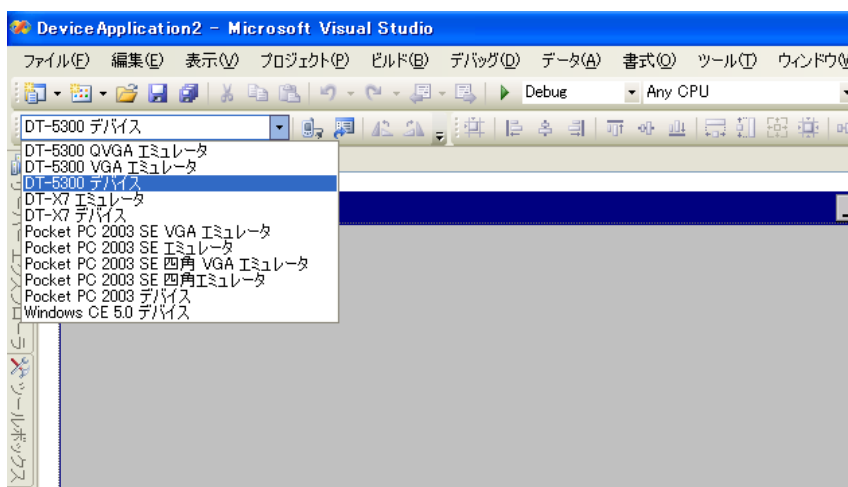 DeviceApplication2 - Microsoft Visual Studio
ファイル(F) 編集(E) 表示(V) プロジェクト(P) ビルド(B) デバッグ(D) データ(A) 書式(O) ツール(T) ウィンドウ(W
Debug Any CPU
DT-5300 デバイス
DT-5300 QVGA エミュレータ
DT-5300 VGA エミュレータ
DT-5300 デバイス
DT-X7 エミュレータ
DT-X7 デバイス
Pocket PC 2003 SE VGA エミュレータ
Pocket PC 2003 SE エミュレータ
Pocket PC 2003 SE 四角 VGA エミュレータ
Pocket PC 2003 SE 四角エミュレータ
Pocket PC 2003 デバイス
Windows CE 5.0 デバイス
ツールボックス